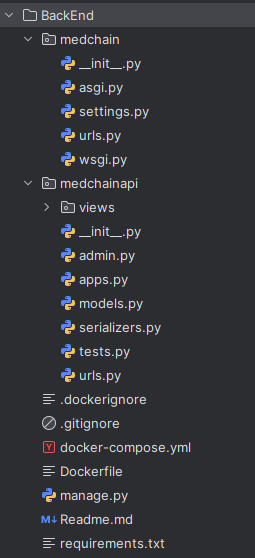 BackEnd
medchain
__init__.py
asgi.py
settings.py
urls.py
wsgi.py
medchainapi
views
__init__.py
admin.py
apps.py
models.py
serializers.py
tests.py
urls.py
.dockerignore
.gitignore
Y docker-compose.yml
Dockerfile
manage.py
M↓ Readme.md
requirements.txt